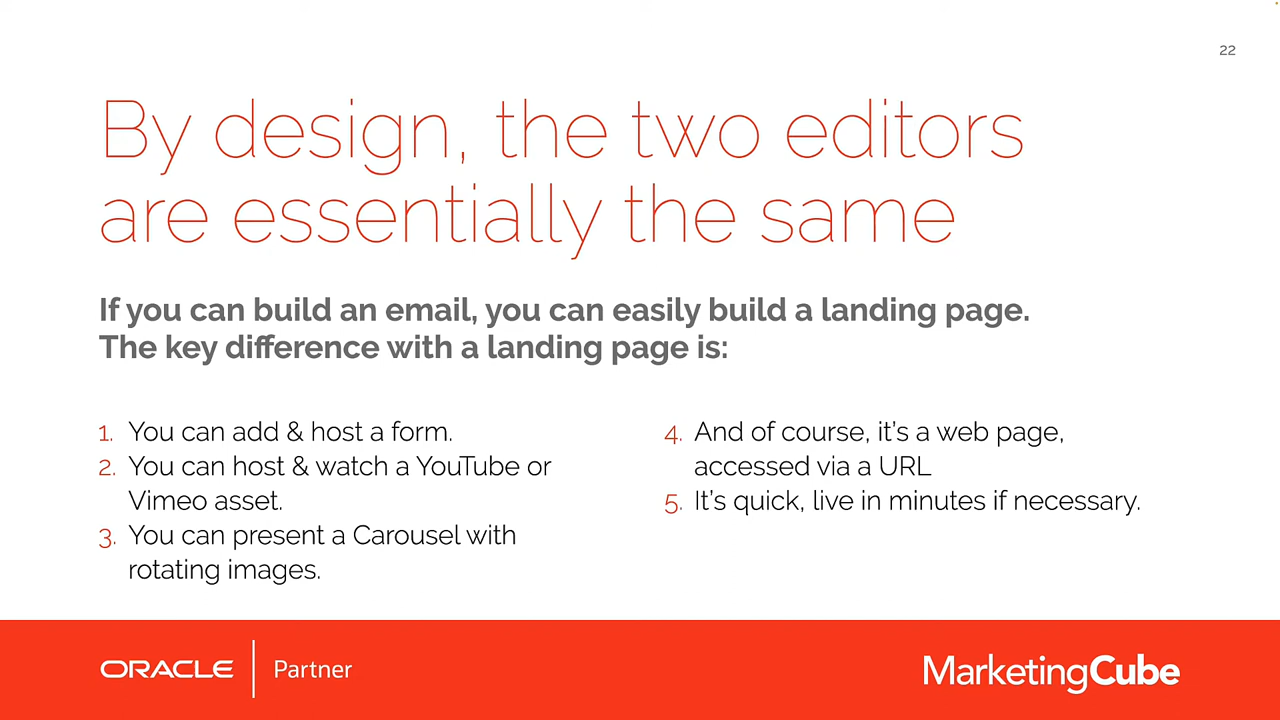 22
By design, the two editors
are essentially the same
If you can build an email, you can easily build a landing page.
The key difference with a landing page is:
1. You can add & host a form.
2. You can host & watch a YouTube or
Vimeo asset.
3. You can present a Carousel with
rotating images.
4. And of course, it's a web page,
accessed via a URL
5. It's quick, live in minutes if necessary.
ORACLE | Partner
MarketingCube